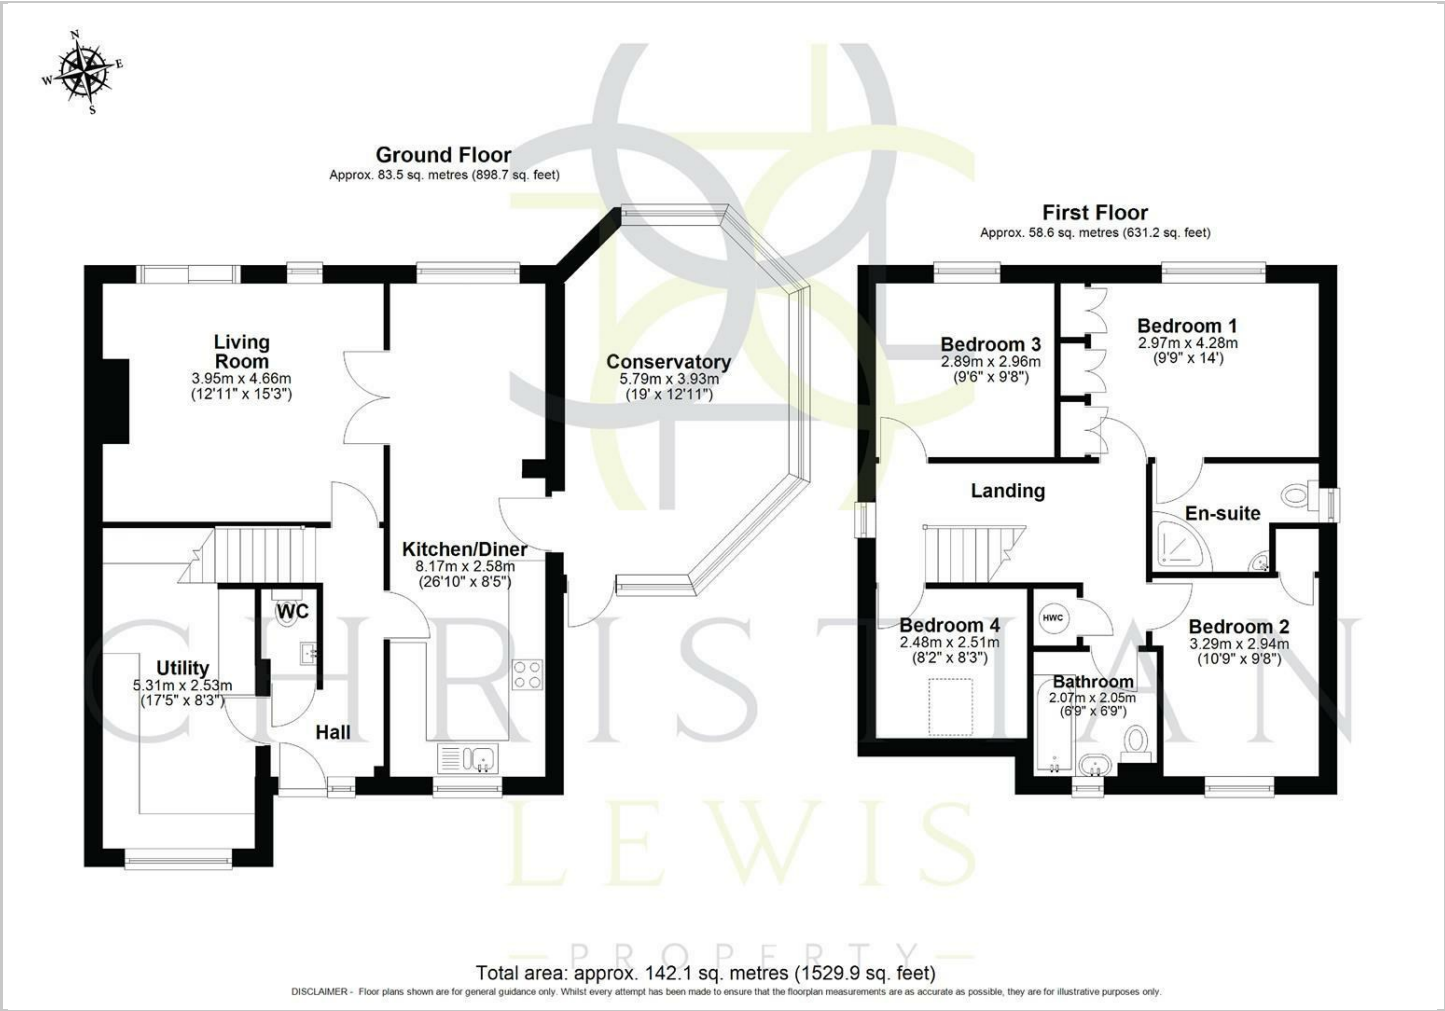 N
W E
S
Ground Floor
Approx. 83.5 sq. metres (898.7 sq. feet)
First Floor
Approx. 58.6 sq. metres (631.2 sq. feet)
Living
Room
3.95m x 4.66m
(12'11" x 15'3")
Conservatory
5.79m x 3.93m
(19' x 12'11")
Kitchen/Diner
8.17m x 2.58m
(26'10" x 8'5")
WC
Utility
5.31m x 2.53m
(17'5" x 8'3")
Hall
Bedroom 3
2.89m x 2.96m
(9'6" x 9'8")
Bedroom 1
2.97m x 4.28m
(9'9" x 14')
Landing
En-suite
HWC
Bedroom 4
2.48m x 2.51m
(8'2" x 8'3")
Bedroom 2
3.29m x 2.94m
(10'9" x 9'8")
Bathroom
2.07m x 2.05m
(6'9" x 6'9")
CHRISTIAN
LEWIS
PROPERTY
Total area: approx. 142.1 sq. metres (1529.9 sq. feet)
DISCLAIMER - Floor plans shown are for general guidance only. Whilst every attempt has been made to ensure that the floorplan measurements are as accurate as possible, they are for illustrative purposes only.